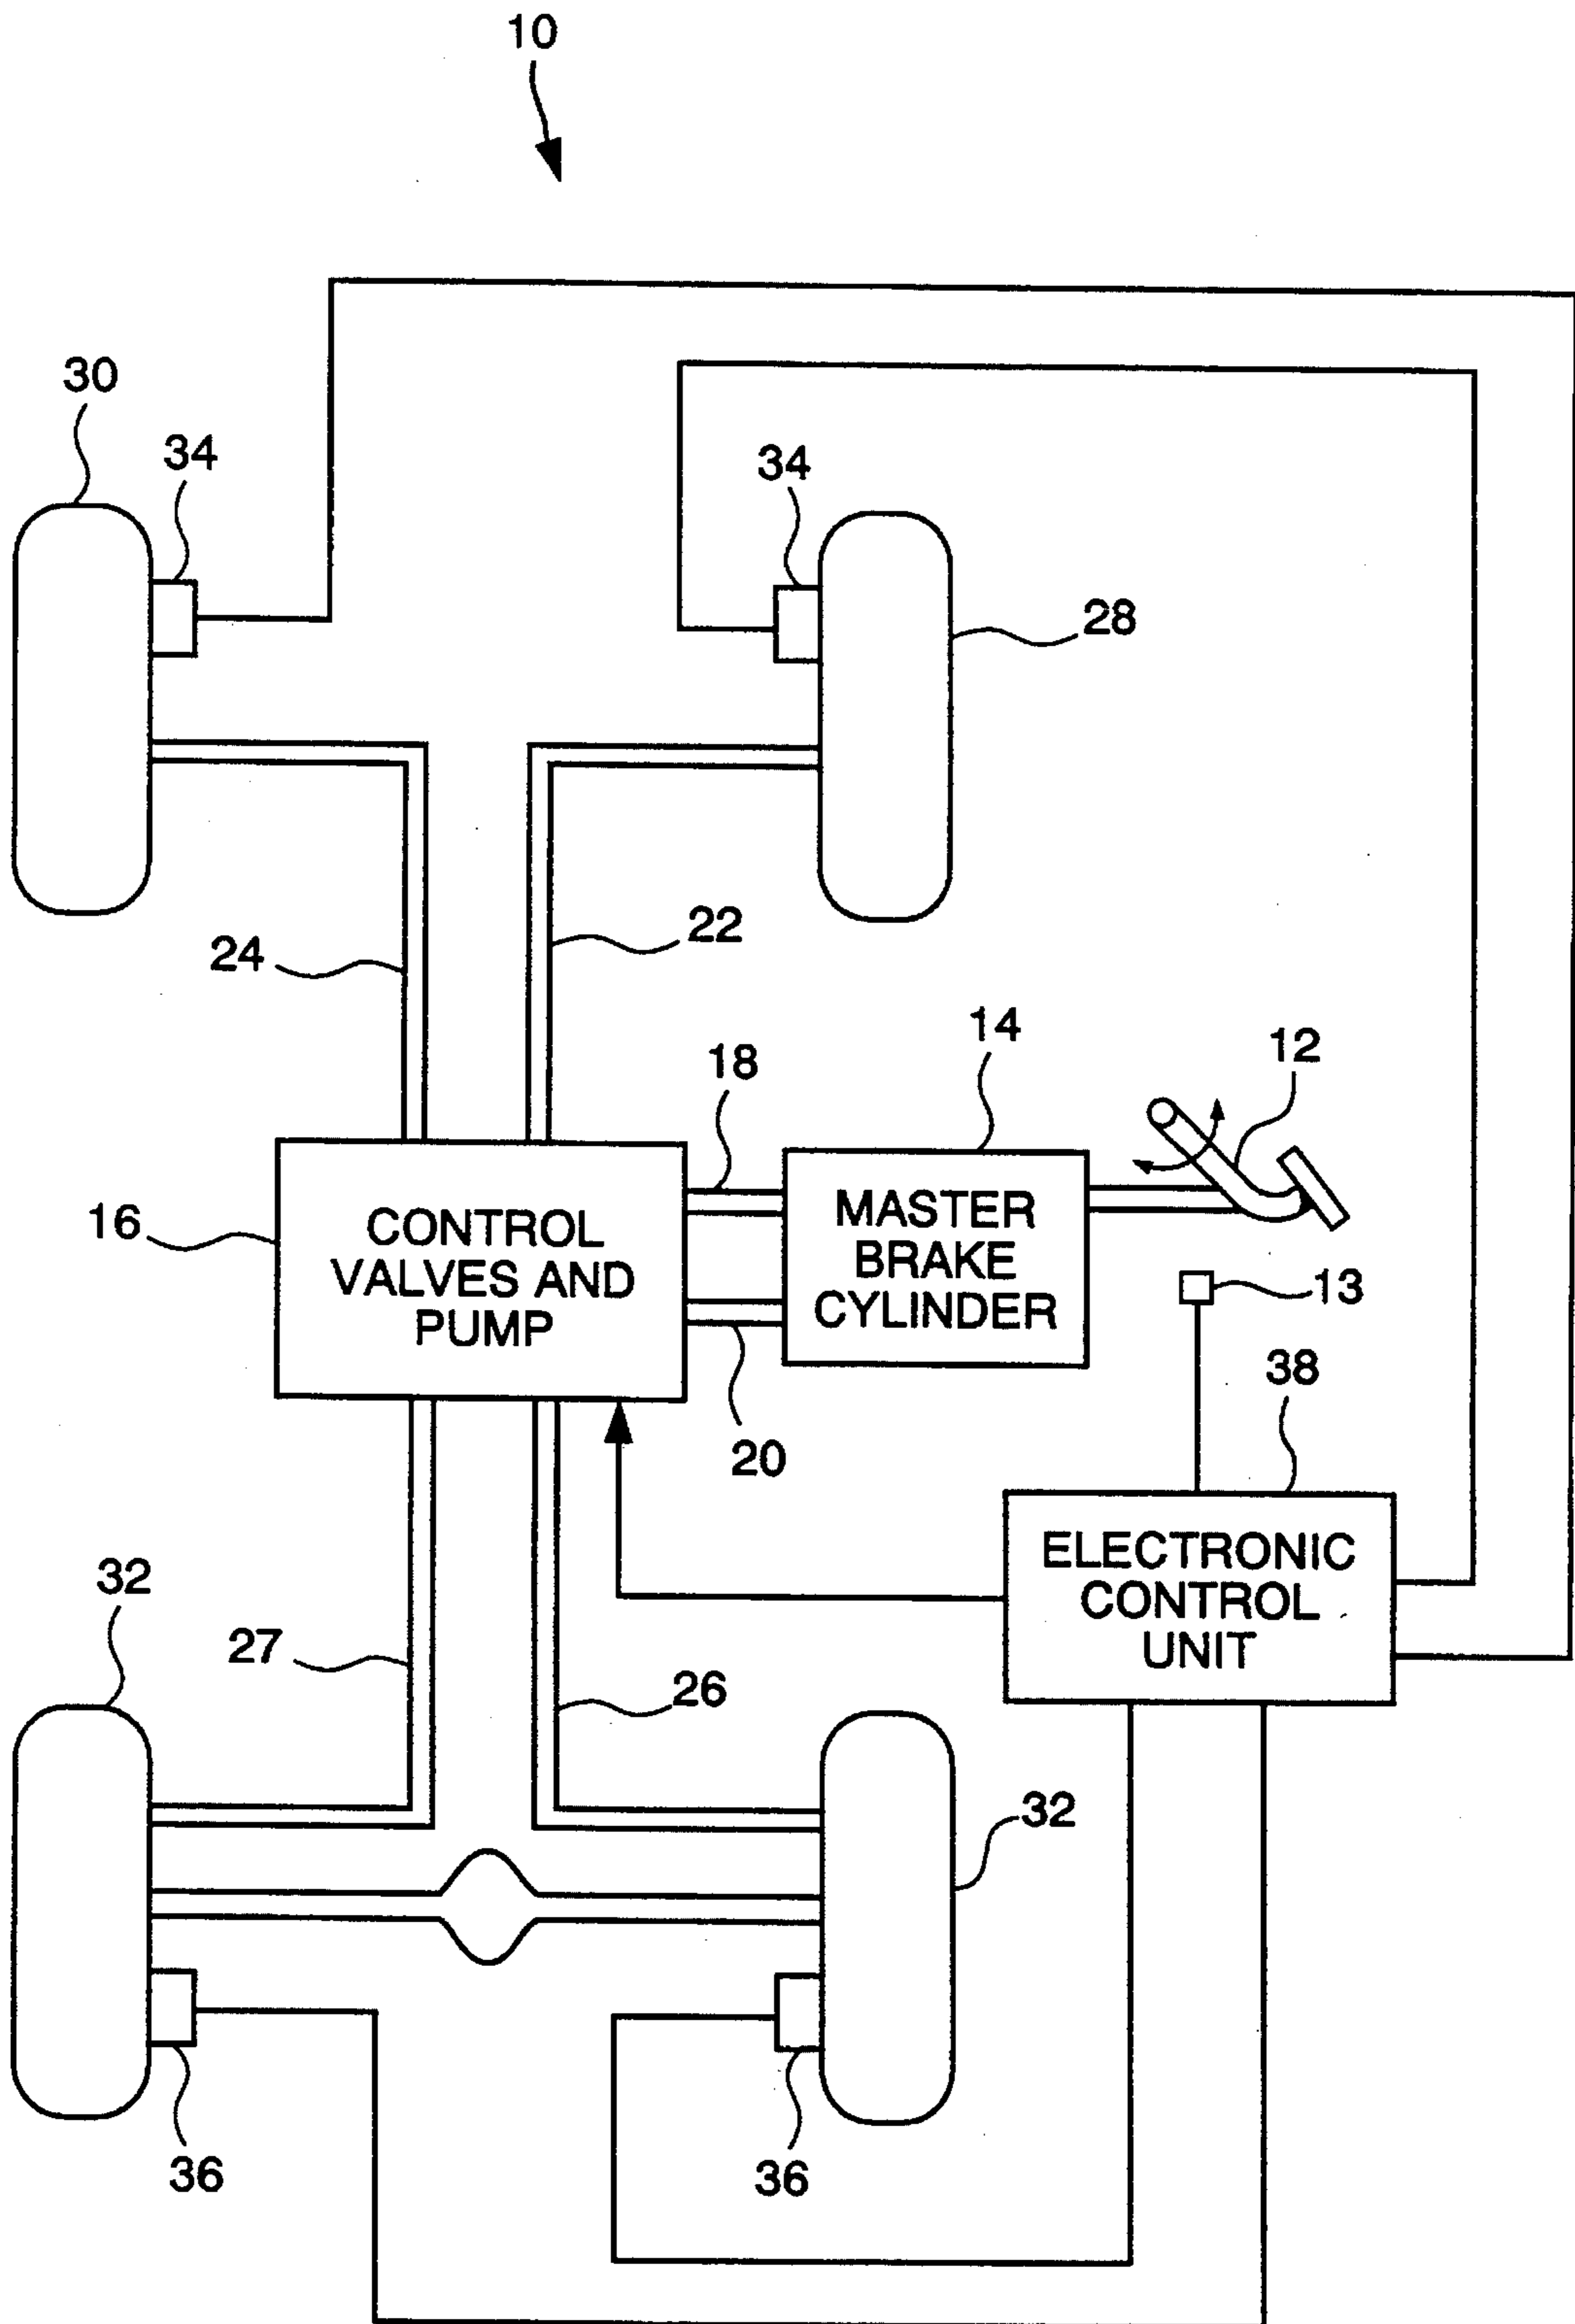 10
30
34
34
28
22
24
14
18
12
16
CONTROL
VALVES AND
PUMP
MASTER
BRAKE
CYLINDER
13
38
20
ELECTRONIC
CONTROL
UNIT
32
27
26
32
36
36